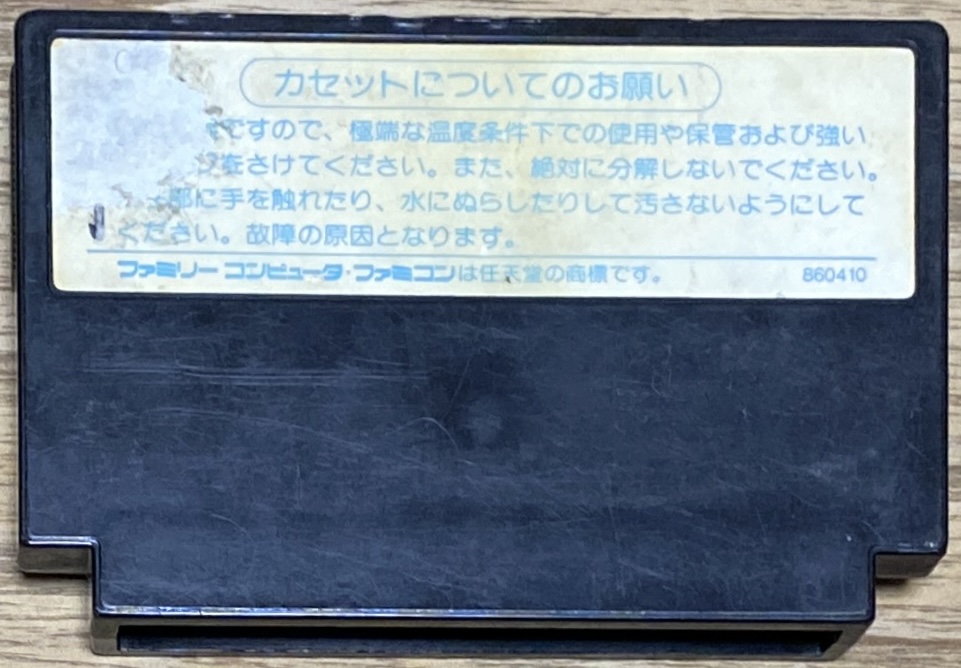 カセットについてのお願い
ですので、極端な温度条件下での使用や保管および強い
をさけてください。また、絶対に分解しないでください。
部に手を触れたり、水にぬらしたりして汚さないようにして
ください。故障の原因となります。
ファミリーコンピュータ・ファミコンは任天堂の商標です。
860410